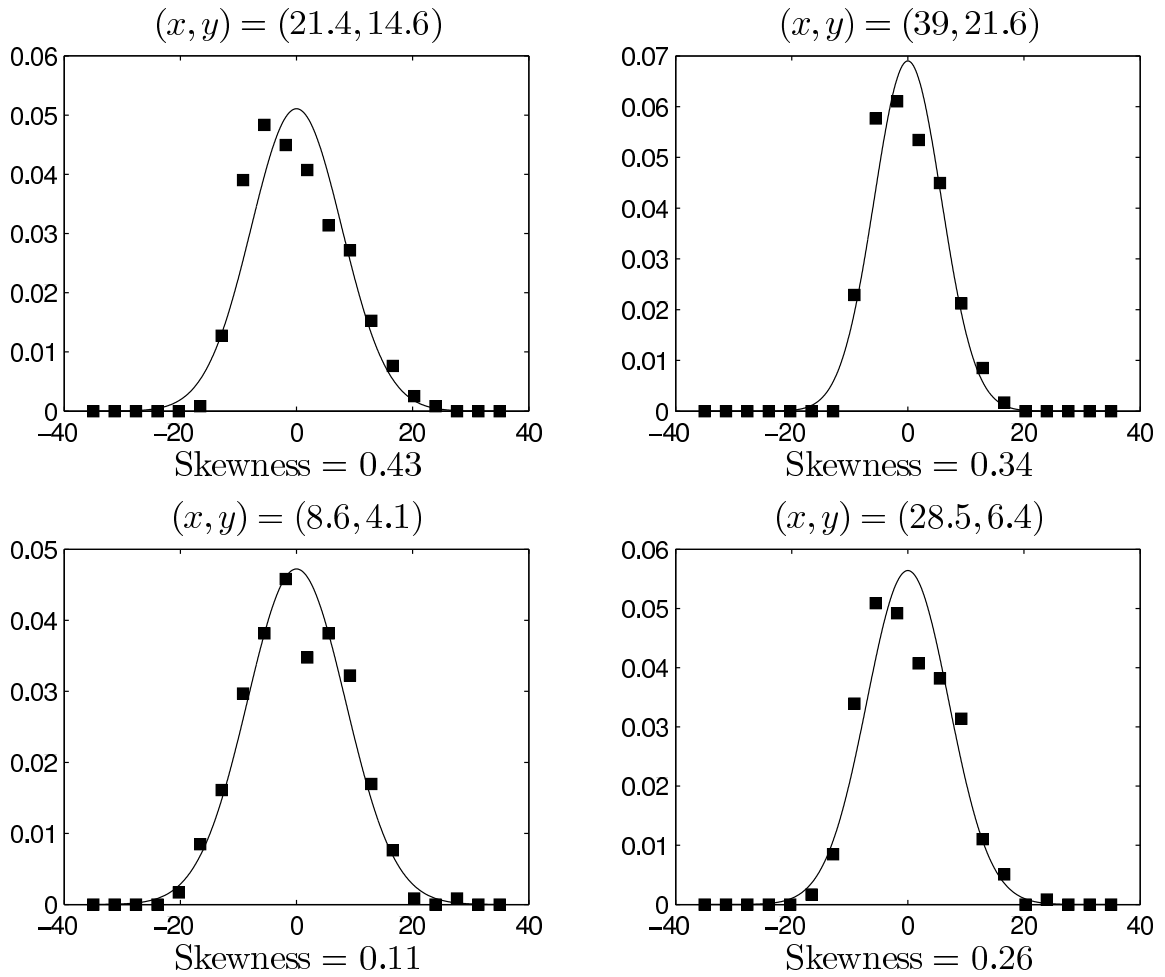 (x, y) = (21.4, 14.6)
0.06
0.05
0.04
0.03
0.02
0.01
0
−40 −20 0 20 40
Skewness = 0.43
(x, y) = (39, 21.6)
0.07
0.06
0.05
0.04
0.03
0.02
0.01
0
−40 −20 0 20 40
Skewness = 0.34
(x, y) = (8.6, 4.1)
0.05
0.04
0.03
0.02
0.01
0
−40 −20 0 20 40
Skewness = 0.11
(x, y) = (28.5, 6.4)
0.06
0.05
0.04
0.03
0.02
0.01
0
−40 −20 0 20 40
Skewness = 0.26